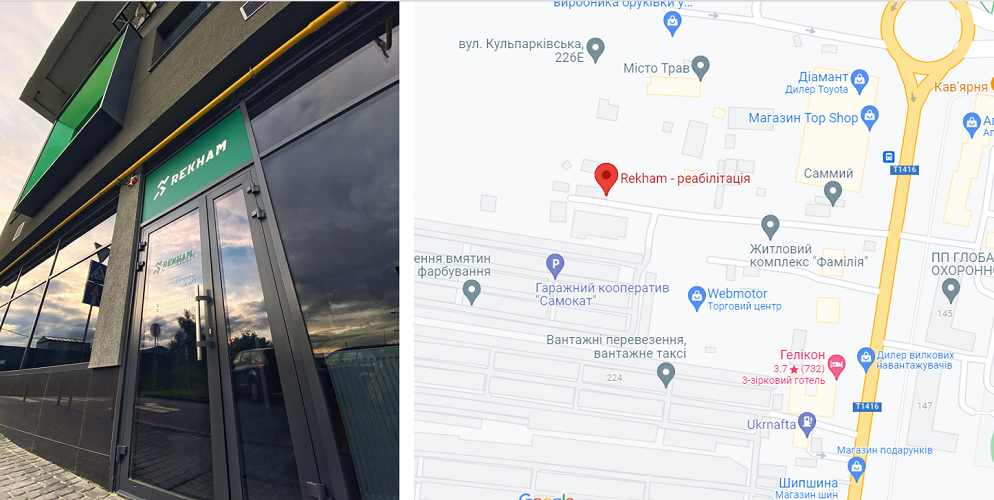 REKHAM
REKHAM
виробника бруківки у...
вул. Кульпарківська,
226Е
Місто Трав
Діамант
Дилер Toyota
Кав'ярня
Магазин Top Shop
T1416
Rekham - реабілітація
Саммий
Житловий
комплекс "Фамілія"
ення вмятин
фарбування
Гаражний кооператив
"Самокат"
Webmotor
Торговий центр
ПП ГЛОБА
ОХОРОННО
145
Вантажні перевезення,
вантажне таксі
224
Гелікон
3.7 ★ (732)
3-зірковий готель
Дилер вилкових
навантажувачів
T1416
147
Ukrnafta
Магазин подарунків
Шипшина
Магазин шин
Google